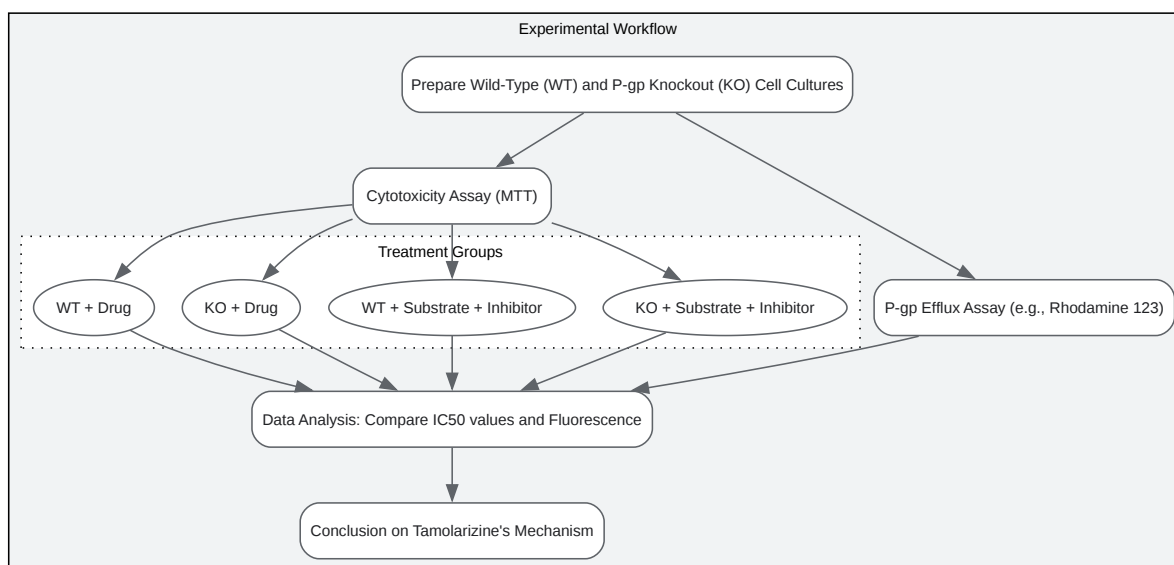 Experimental Workflow
Prepare Wild-Type (WT) and P-gp Knockout (KO) Cell Cultures
Cytotoxicity Assay (MTT)
Treatment Groups
WT + Drug
KO + Drug
WT + Substrate + Inhibitor
KO + Substrate + Inhibitor
P-gp Efflux Assay (e.g., Rhodamine 123)
Data Analysis: Compare IC50 values and Fluorescence
Conclusion on Tamolarizine's Mechanism